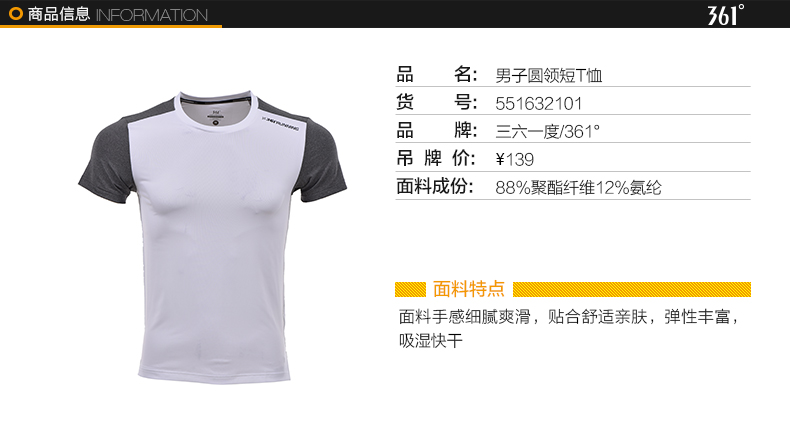 商品信息 INFORMATION
361°
品 名: 男子圆领短T恤
货 号: 551632101
品 牌: 三六一度/361°
吊 牌 价: ¥139
面料成份: 88%聚酯纤维12%氨纶
面料特点
面料手感细腻爽滑，贴合舒适亲肤，弹性丰富，
吸湿快干